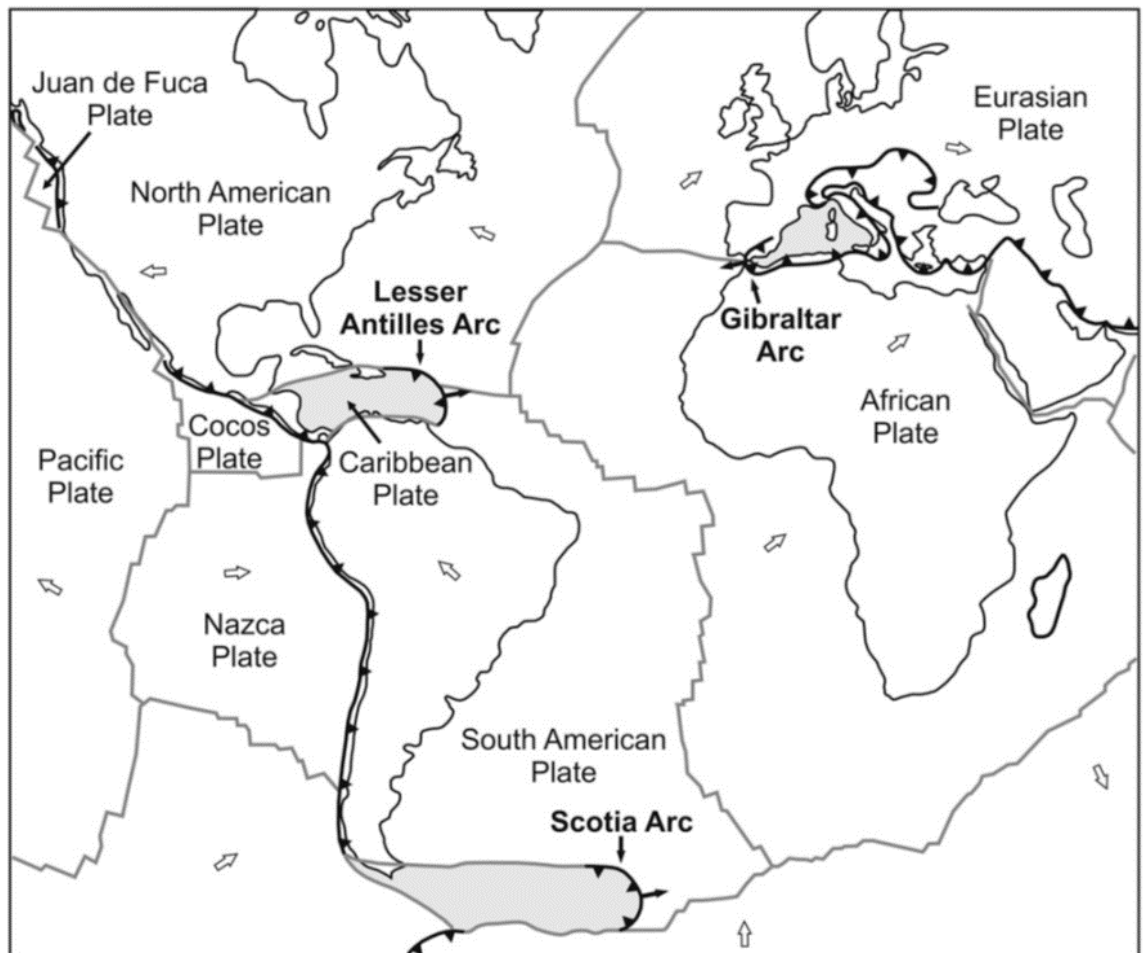 Juan de Fuca
Plate
North American
Plate
Eurasian
Plate
Lesser
Antilles Arc
Gibraltar
Arc
African
Plate
Cocos
Plate
Caribbean
Plate
Pacific
Plate
Nazca
Plate
South American
Plate
Scotia Arc